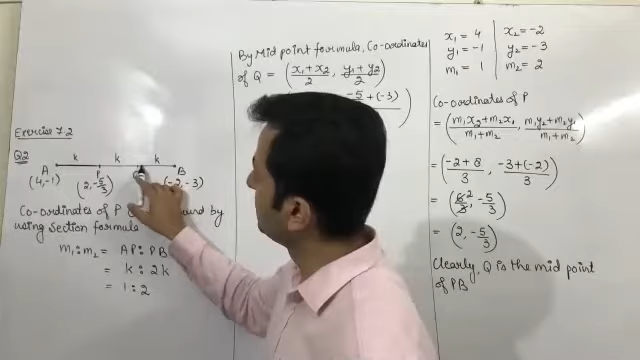 Exercise 7.2
Q2
k k k
A P B
(4,-1) (2,-5/3) (-2,-3)
Co-ordinates of P by
using Section formula
m₁:m₂ = AP:PB
= k:2k
= 1:2
By Mid point formula, Co-ordinates
of Q = (x₁+x₂/2, y₁+y₂/2)
-5+(-3)
x₁ = 4 x₂ = -2
y₁ = -1 y₂ = -3
m₁ = 1 m₂ = 2
Co-ordinates of P
= (m₁x₂+m₂x₁/m₁+m₂, m₁y₂+m₂y₁/m₁+m₂)
= (-2+8/3, -3+(-2)/3)
= (6²/3, -5/3)
= (2, -5/3)
Clearly, Q is the mid point
of PB